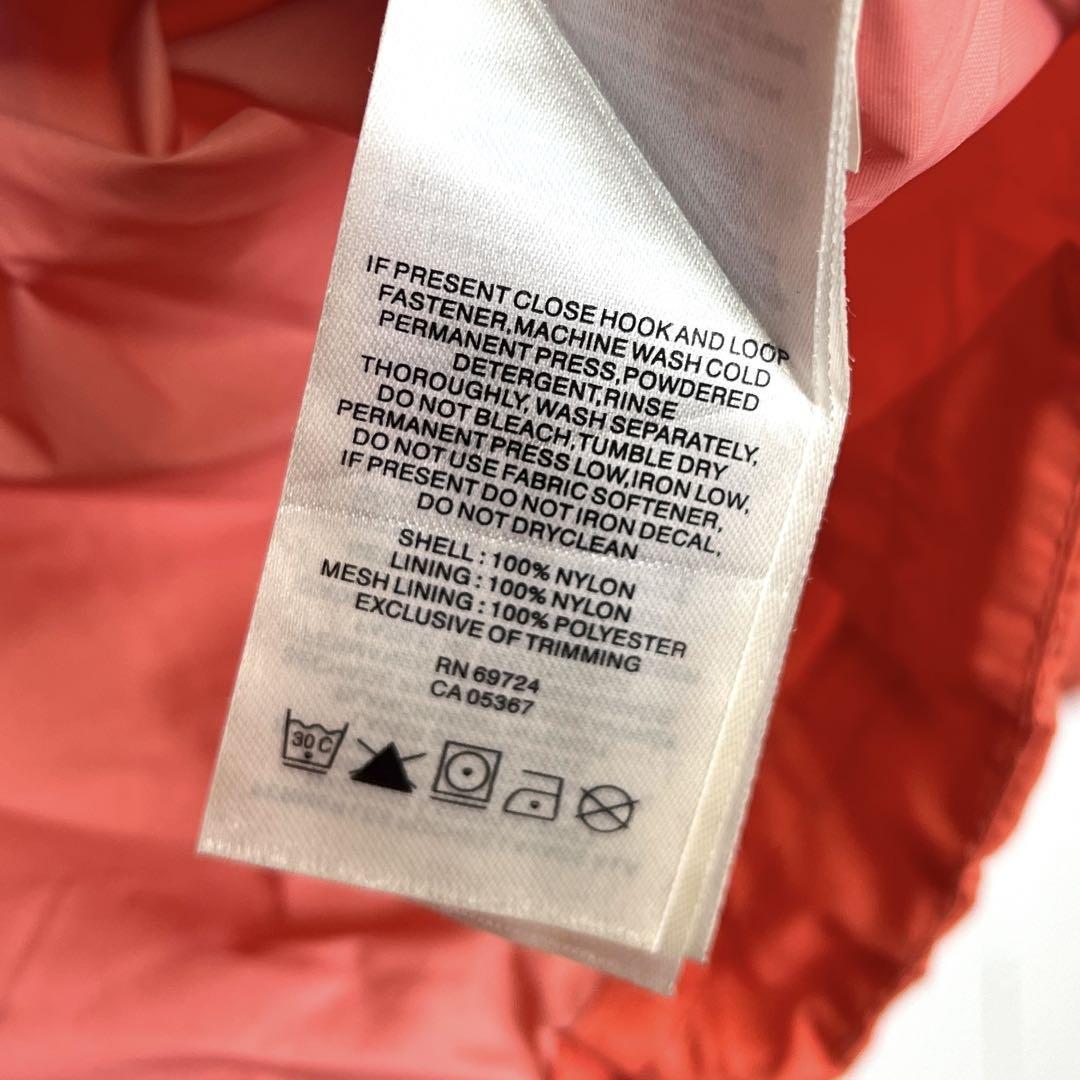 IF PRESENT CLOSE HOOK AND LOOP
FASTENER,MACHINE WASH COLD
PERMANENT PRESS,POWDERED
DETERGENT,RINSE
THOROUGHLY, WASH SEPARATELY,
DO NOT BLEACH,TUMBLE DRY
PERMANENT PRESS LOW,IRON LOW,
DO NOT USE FABRIC SOFTENER,
IF PRESENT DO NOT IRON DECAL,
DO NOT DRYCLEAN
SHELL : 100% NYLON
LINING : 100% NYLON
MESH LINING : 100% POLYESTER
EXCLUSIVE OF TRIMMING
RN 69724
CA 05367
30 C